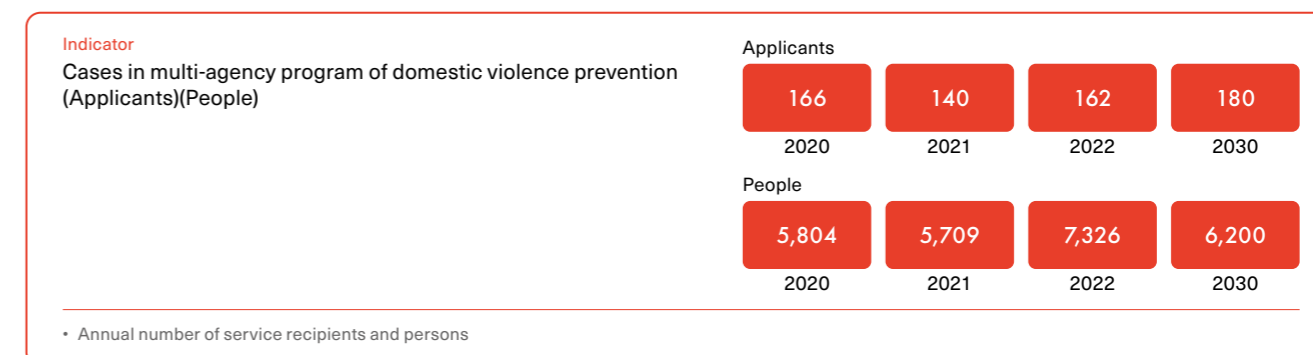 Indicator
Cases in multi-agency program of domestic violence prevention
(Applicants)(People)
Applicants
166 140 162 180
2020 2021 2022 2030
People
5,804 5,709 7,326 6,200
2020 2021 2022 2030
• Annual number of service recipients and persons